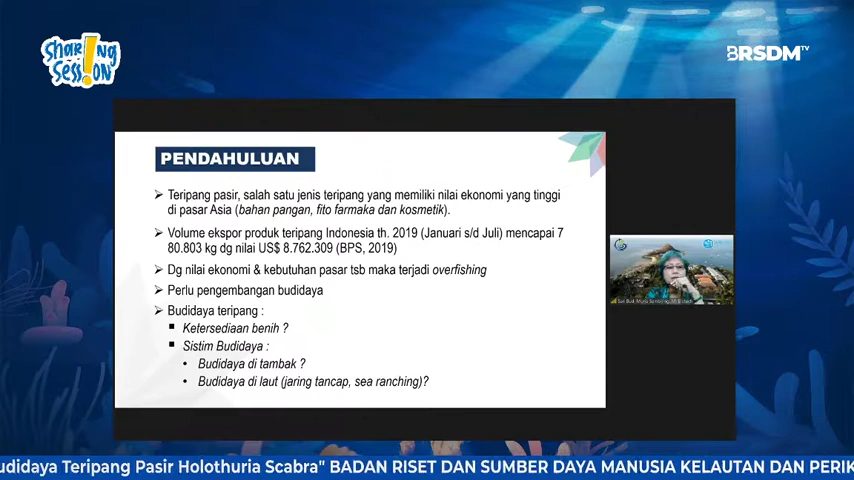 Sharing
Session
BRSDM TV
PENDAHULUAN
➢ Teripang pasir, salah satu jenis teripang yang memiliki nilai ekonomi yang tinggi
di pasar Asia (bahan pangan, fito farmaka dan kosmetik).
➢ Volume ekspor produk teripang Indonesia th. 2019 (Januari s/d Juli) mencapai 7
80.803 kg dg nilai US$ 8.762.309 (BPS, 2019)
➢ Dg nilai ekonomi & kebutuhan pasar tsb maka terjadi overfishing
➢ Perlu pengembangan budidaya
➢ Budidaya teripang :
▪ Ketersediaan benih ?
▪ Sistim Budidaya :
• Budidaya di tambak ?
• Budidaya di laut (jaring tancap, sea ranching)?
udidaya Teripang Pasir Holothuria Scabra" BADAN RISET DAN SUMBER DAYA MANUSIA KELAUTAN DAN PERIK